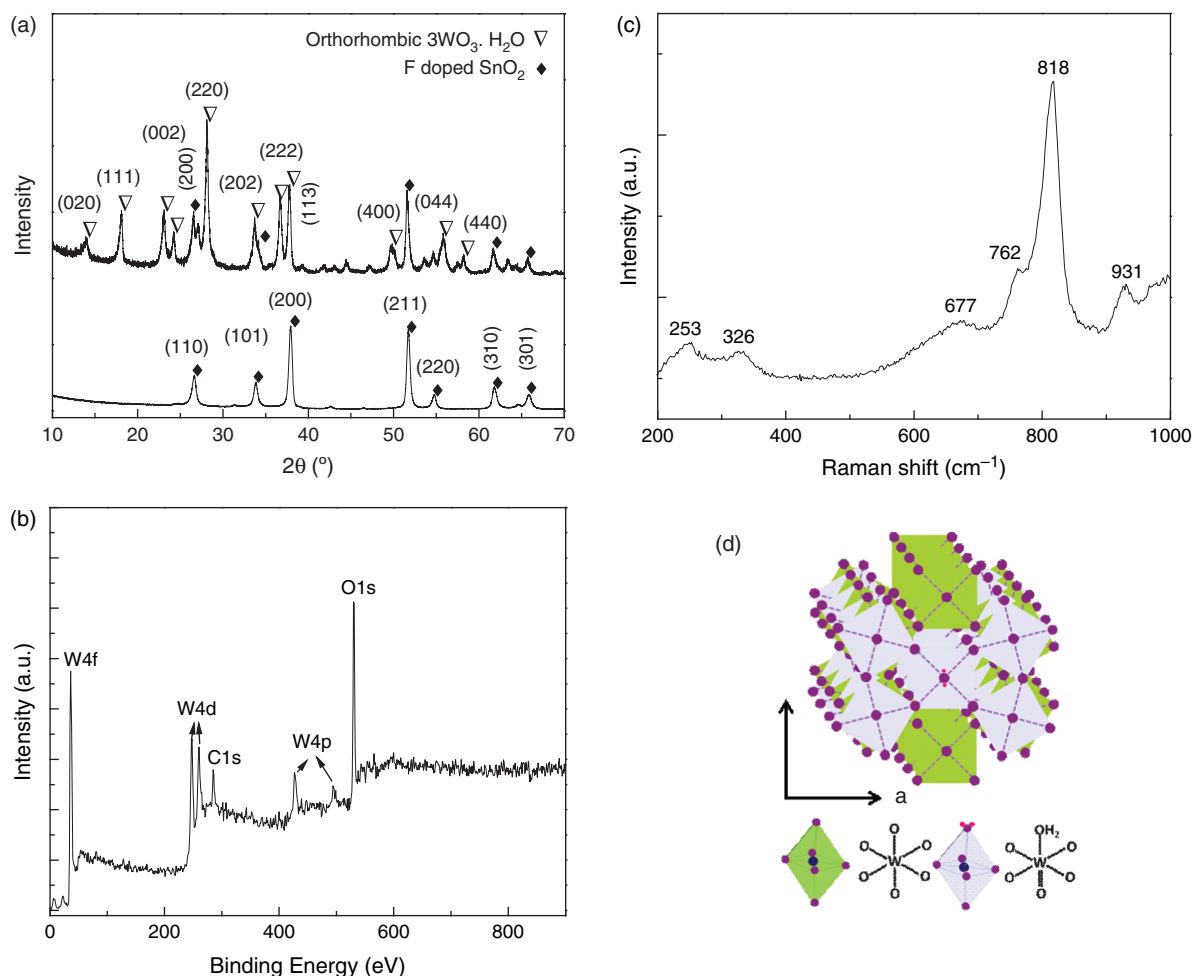 (a)
Orthorhombic 3WO₃. H₂O
F doped SnO₂
(220)
(002)
(200)
(111)
(020)
(222)
(202)
(113)
(400)
(044)
(440)
(110)
(101)
(200)
(211)
(220)
(310)
(301)
Intensity
10 20 30 40 50 60 70
2θ (º)
(c)
818
762
677
931
253
326
Intensity (a.u.)
200 400 600 800 1000
Raman shift (cm⁻¹)
(b)
O1s
W4f
W4d
C1s
W4p
Intensity (a.u.)
0 200 400 600 800
Binding Energy (eV)
(d)
a
O OH₂
O O O O
W W
O O O O
O O